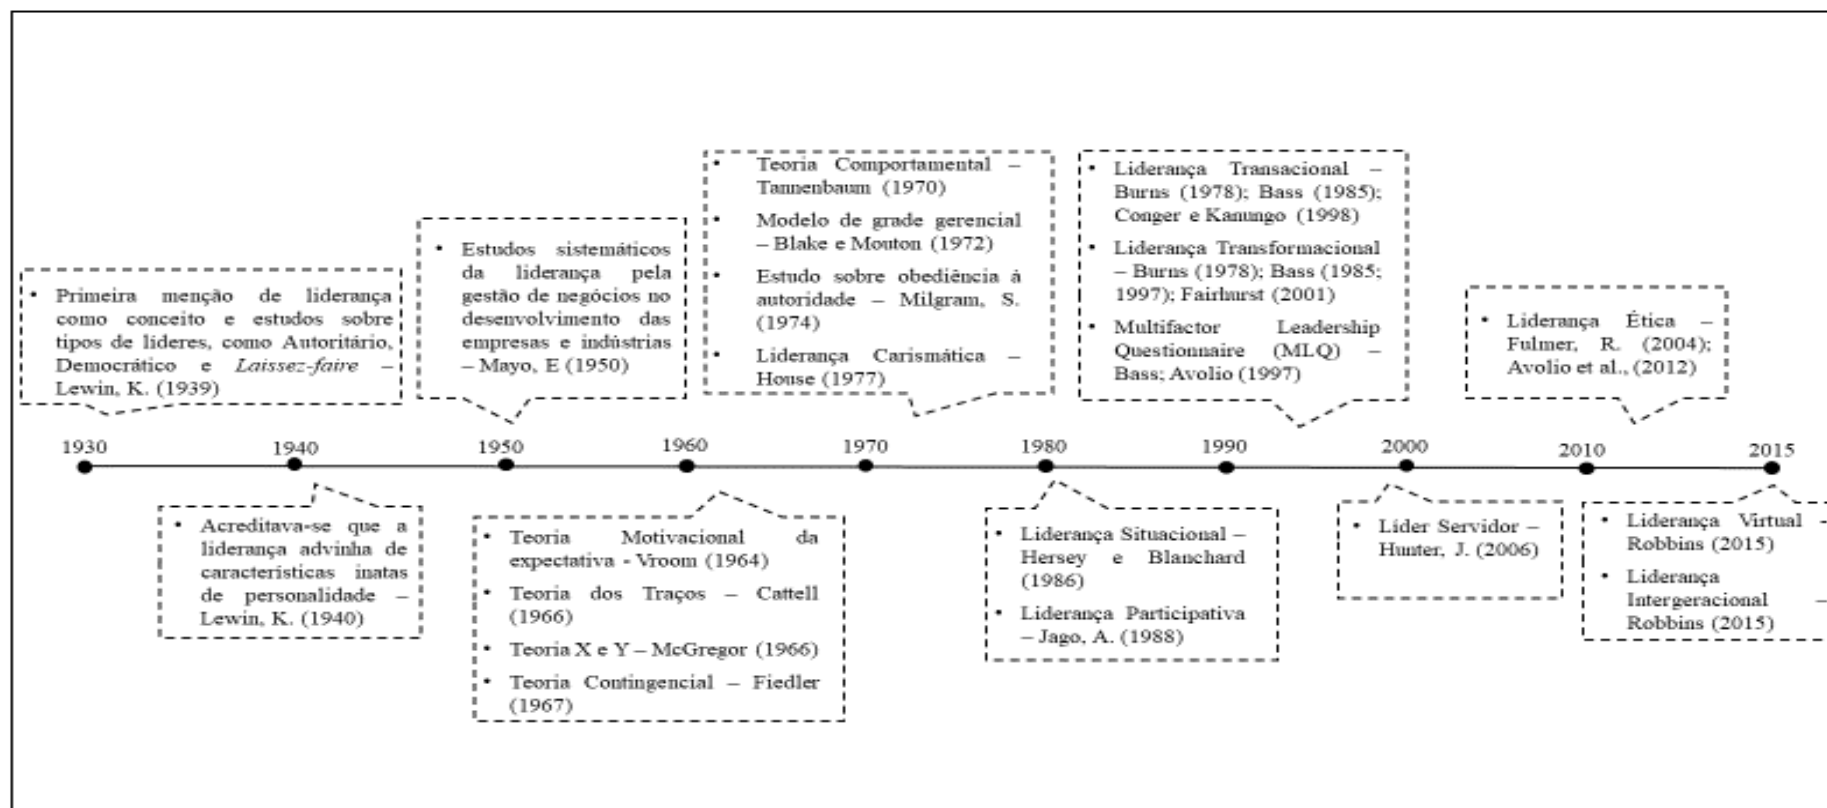 • Primeira menção de liderança
como conceito e estudos sobre
tipos de líderes, como Autoritário,
Democrático e Laissez-faire –
Lewin, K. (1939)
• Estudos sistemáticos
da liderança pela
gestão de negócios no
desenvolvimento das
empresas e indústrias
– Mayo, E (1950)
• Teoria Comportamental –
Tannenbaum (1970)
• Modelo de grade gerencial
– Blake e Mouton (1972)
• Estudo sobre obediência à
autoridade – Milgram, S.
(1974)
• Liderança Carismática –
House (1977)
• Liderança Transacional –
Burns (1978); Bass (1985);
Conger e Kanungo (1998)
• Liderança Transformacional
– Burns (1978); Bass (1985;
1997); Fairhurst (2001)
• Multifactor Leadership
Questionnaire (MLQ) –
Bass; Avolio (1997)
• Liderança Ética –
Fulmer, R. (2004);
Avolio et al., (2012)
1930 1940 1950 1960 1970 1980 1990 2000 2010 2015
• Acreditava-se que a
liderança advinha de
características inatas
de personalidade –
Lewin, K. (1940)
• Teoria Motivacional da
expectativa - Vroom (1964)
• Teoria dos Traços – Cattell
(1966)
• Teoria X e Y – McGregor (1966)
• Teoria Contingencial – Fiedler
(1967)
• Liderança Situacional –
Hersey e Blanchard
(1986)
• Liderança Participativa
– Jago, A. (1988)
• Líder Servidor –
Hunter, J. (2006)
• Liderança Virtual –
Robbins (2015)
• Liderança
Intergeracional –
Robbins (2015)